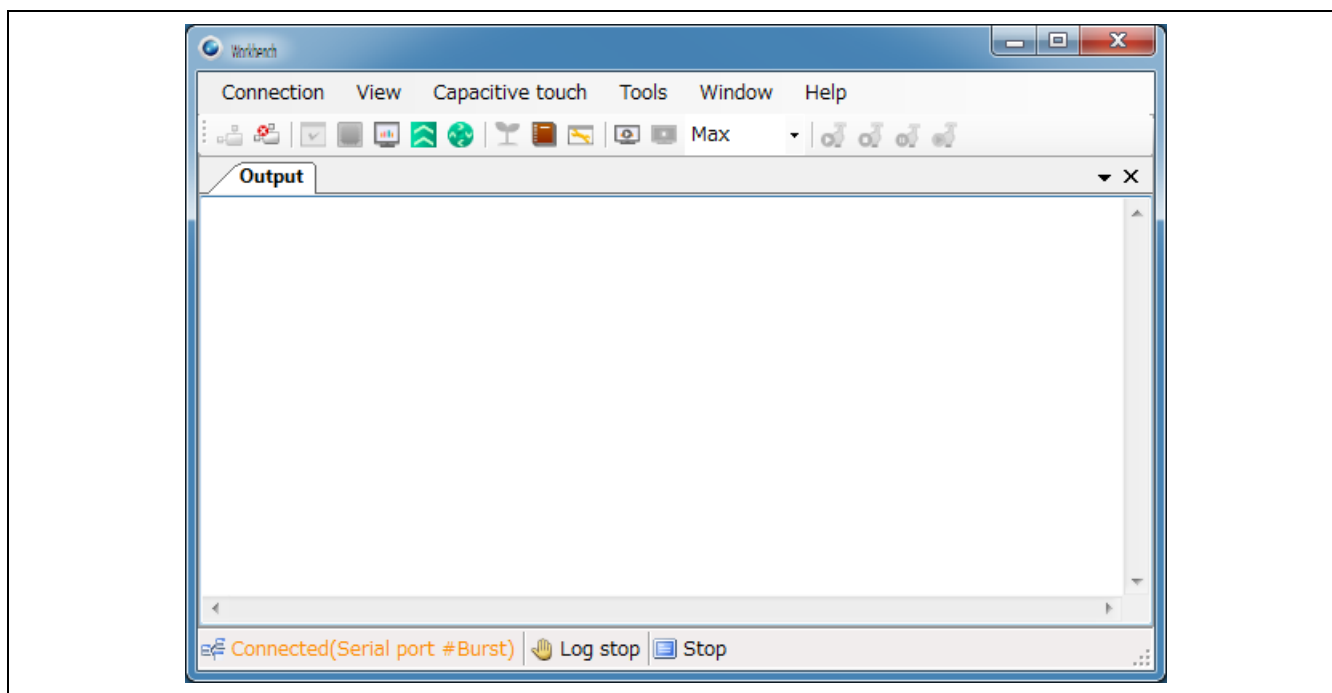 Workbench
Connection View Capacitive touch Tools Window Help
Max
Output
Connected(Serial port #Burst) Log stop Stop